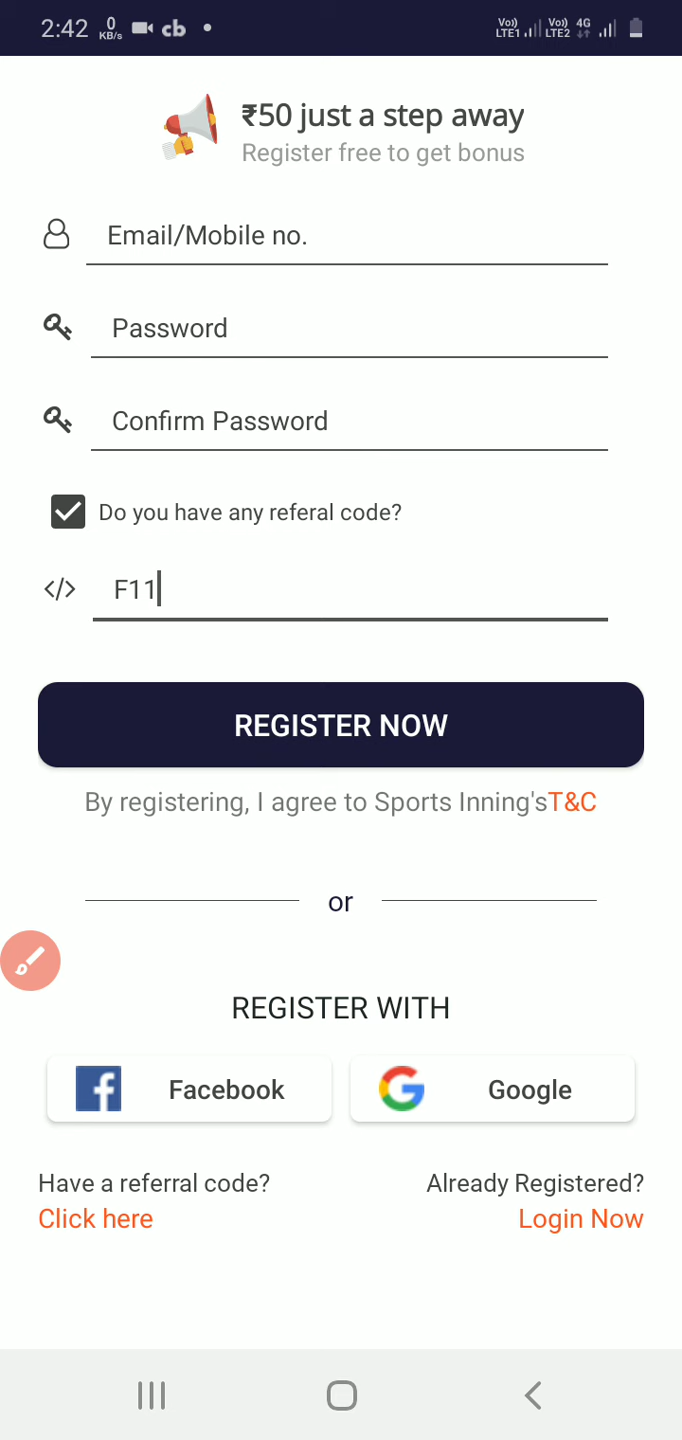 2:42 0 KB/s cb Vo)) LTE1 Vo)) LTE2 4G
₹50 just a step away
Register free to get bonus
Email/Mobile no.
Password
Confirm Password
Do you have any referal code?
</> F11
REGISTER NOW
By registering, I agree to Sports Inning'sT&C
or
REGISTER WITH
Facebook Google
Have a referral code? Already Registered?
Click here Login Now